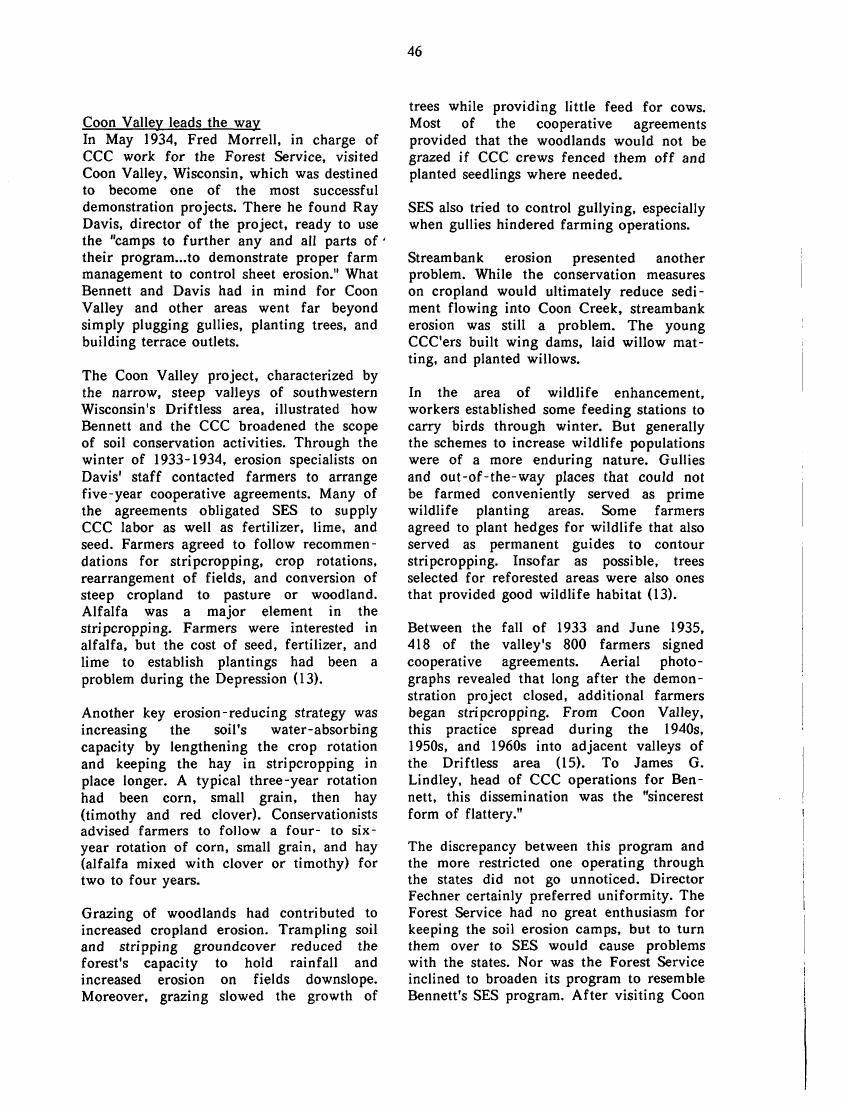 46
Coon Valley leads the way
In May 1934, Fred Morrell, in charge of
CCC work for the Forest Service, visited
Coon Valley, Wisconsin, which was destined
to become one of the most successful
demonstration projects. There he found Ray
Davis, director of the project, ready to use
the "camps to further any and all parts of
their program...to demonstrate proper farm
management to control sheet erosion." What
Bennett and Davis had in mind for Coon
Valley and other areas went far beyond
simply plugging gullies, planting trees, and
building terrace outlets.
The Coon Valley project, characterized by
the narrow, steep valleys of southwestern
Wisconsin's Driftless area, illustrated how
Bennett and the CCC broadened the scope
of soil conservation activities. Through the
winter of 1933-1934, erosion specialists on
Davis' staff contacted farmers to arrange
five-year cooperative agreements. Many of
the agreements obligated SES to supply
CCC labor as well as fertilizer, lime, and
seed. Farmers agreed to follow recommen-
dations for stripcropping, crop rotations,
rearrangement of fields, and conversion of
steep cropland to pasture or woodland.
Alfalfa was a major element in the
stripcropping. Farmers were interested in
alfalfa, but the cost of seed, fertilizer, and
lime to establish plantings had been a
problem during the Depression (13).
Another key erosion-reducing strategy was
increasing the soil's water-absorbing
capacity by lengthening the crop rotation
and keeping the hay in stripcropping in
place longer. A typical three-year rotation
had been corn, small grain, then hay
(timothy and red clover). Conservationists
advised farmers to follow a four- to six-
year rotation of corn, small grain, and hay
(alfalfa mixed with clover or timothy) for
two to four years.
Grazing of woodlands had contributed to
increased cropland erosion. Trampling soil
and stripping groundcover reduced the
forest's capacity to hold rainfall and
increased erosion on fields downslope.
Moreover, grazing slowed the growth of
trees while providing little feed for cows.
Most of the cooperative agreements
provided that the woodlands would not be
grazed if CCC crews fenced them off and
planted seedlings where needed.
SES also tried to control gullying, especially
when gullies hindered farming operations.
Streambank erosion presented another
problem. While the conservation measures
on cropland would ultimately reduce sedi-
ment flowing into Coon Creek, streambank
erosion was still a problem. The young
CCC'ers built wing dams, laid willow mat-
ting, and planted willows.
In the area of wildlife enhancement,
workers established some feeding stations to
carry birds through winter. But generally
the schemes to increase wildlife populations
were of a more enduring nature. Gullies
and out-of-the-way places that could not
be farmed conveniently served as prime
wildlife planting areas. Some farmers
agreed to plant hedges for wildlife that also
served as permanent guides to contour
stripcropping. Insofar as possible, trees
selected for reforested areas were also ones
that provided good wildlife habitat (13).
Between the fall of 1933 and June 1935,
418 of the valley's 800 farmers signed
cooperative agreements. Aerial photo-
graphs revealed that long after the demon-
stration project closed, additional farmers
began stripcropping. From Coon Valley,
this practice spread during the 1940s,
1950s, and 1960s into adjacent valleys of
the Driftless area (15). To James G.
Lindley, head of CCC operations for Ben-
nett, this dissemination was the "sincerest
form of flattery."
The discrepancy between this program and
the more restricted one operating through
the states did not go unnoticed. Director
Fechner certainly preferred uniformity. The
Forest Service had no great enthusiasm for
keeping the soil erosion camps, but to turn
them over to SES would cause problems
with the states. Nor was the Forest Service
inclined to broaden its program to resemble
Bennett's SES program. After visiting Coon